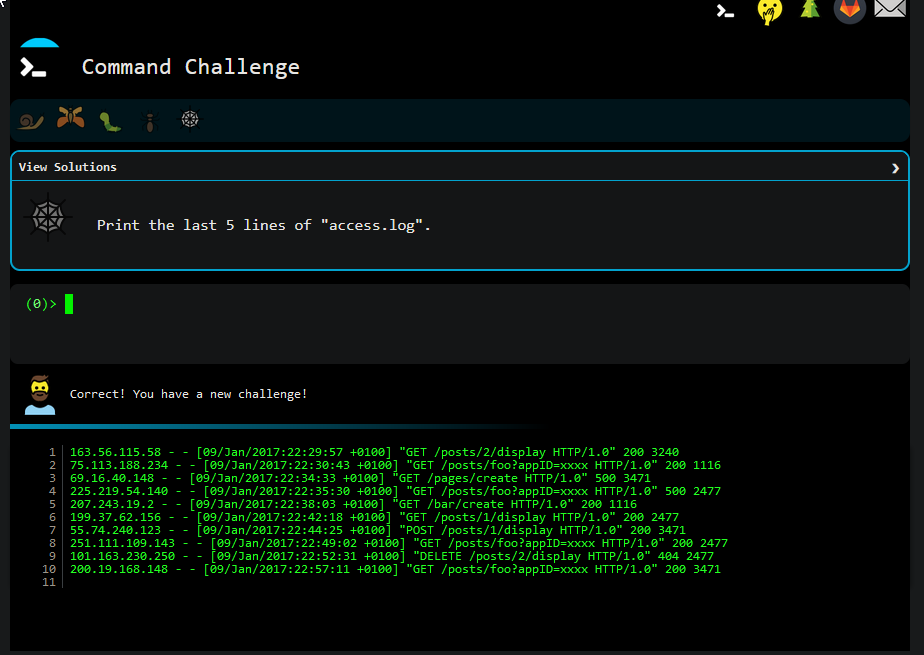 Command Challenge
View Solutions
Print the last 5 lines of "access.log".
(0)>
Correct! You have a new challenge!
1 163.56.115.58 - - [09/Jan/2017:22:29:57 +0100] "GET /posts/2/display HTTP/1.0" 200 3240
2 75.113.188.234 - - [09/Jan/2017:22:30:43 +0100] "GET /posts/foo?appID=xxxx HTTP/1.0" 200 1116
3 69.16.40.148 - - [09/Jan/2017:22:34:33 +0100] "GET /pages/create HTTP/1.0" 500 3471
4 225.219.54.140 - - [09/Jan/2017:22:35:30 +0100] "GET /posts/foo?appID=xxxx HTTP/1.0" 500 2477
5 207.243.19.2 - - [09/Jan/2017:22:38:03 +0100] "GET /bar/create HTTP/1.0" 200 1116
6 199.37.62.156 - - [09/Jan/2017:22:42:18 +0100] "GET /posts/1/display HTTP/1.0" 200 2477
7 55.74.240.123 - - [09/Jan/2017:22:44:25 +0100] "POST /posts/1/display HTTP/1.0" 200 3471
8 251.111.109.143 - - [09/Jan/2017:22:49:02 +0100] "GET /posts/foo?appID=xxxx HTTP/1.0" 200 2477
9 101.163.230.250 - - [09/Jan/2017:22:52:31 +0100] "DELETE /posts/2/display HTTP/1.0" 404 2477
10 200.19.168.148 - - [09/Jan/2017:22:57:11 +0100] "GET /posts/foo?appID=xxxx HTTP/1.0" 200 3471
11